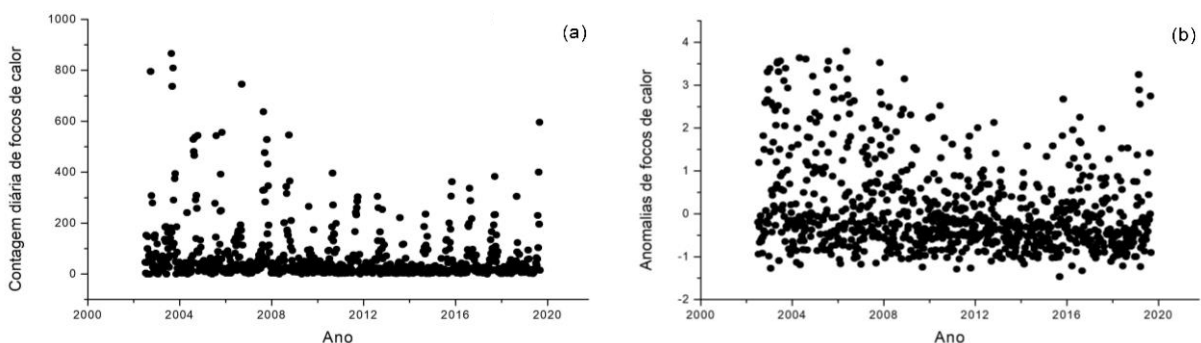 (a)
Contagem diária de focos de calor
1000
800
600
400
200
0
2000 2004 2008 2012 2016 2020
Ano
(b)
Anomalias de focos de calor
4
3
2
1
0
-1
-2
2000 2004 2008 2012 2016 2020
Ano